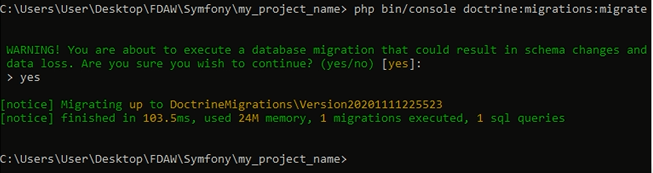 C:\Users\User\Desktop\FDAW\Symfony\my_project_name> php bin/console doctrine:migrations:migrate
WARNING! You are about to execute a database migration that could result in schema changes and
data loss. Are you sure you wish to continue? (yes/no) [yes]:
> yes
[notice] Migrating up to DoctrineMigrations\Version20201111225523
[notice] finished in 103.5ms, used 24M memory, 1 migrations executed, 1 sql queries
C:\Users\User\Desktop\FDAW\Symfony\my_project_name>